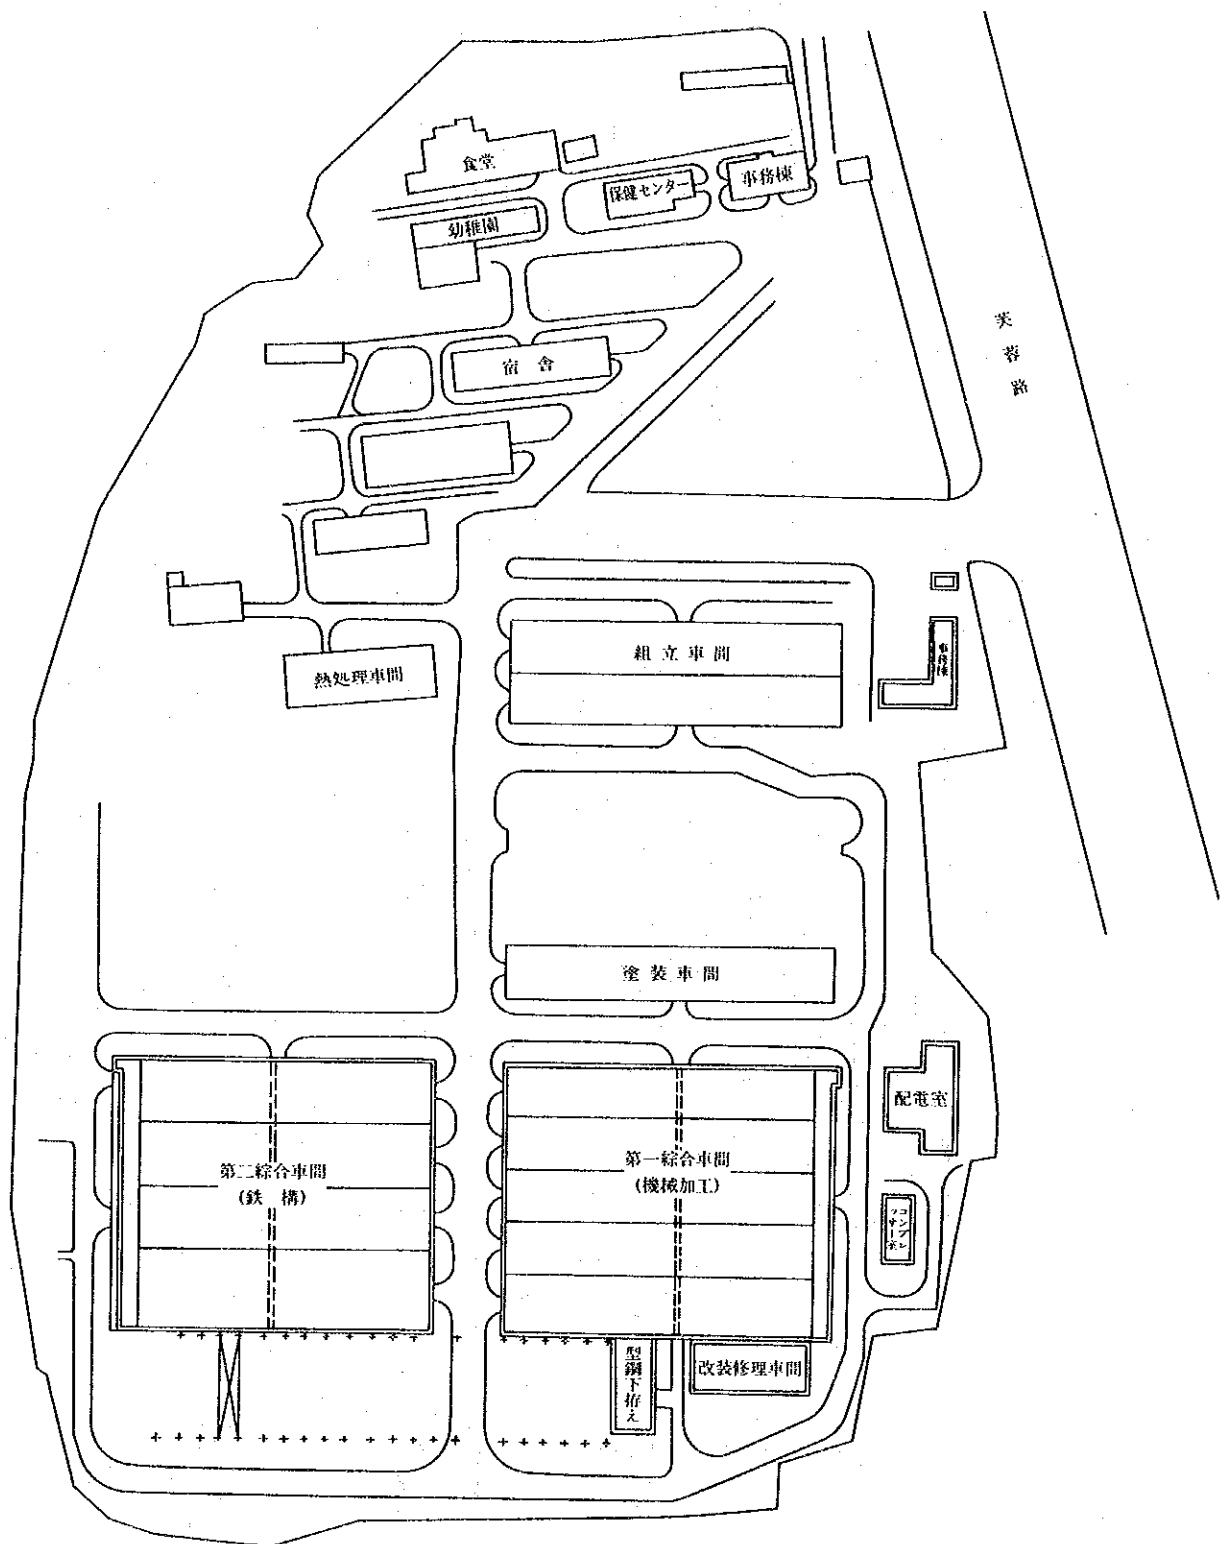 食堂
保健センター
事務棟
幼稚園
芙蓉路
宿舎
組立車間
事務棟
熱処理車間
塗装車間
配電室
第二綜合車間
(鉄 構)
第一綜合車間
(機械加工)
コンプレッサー室
型鋼下拵え
改装修理車間